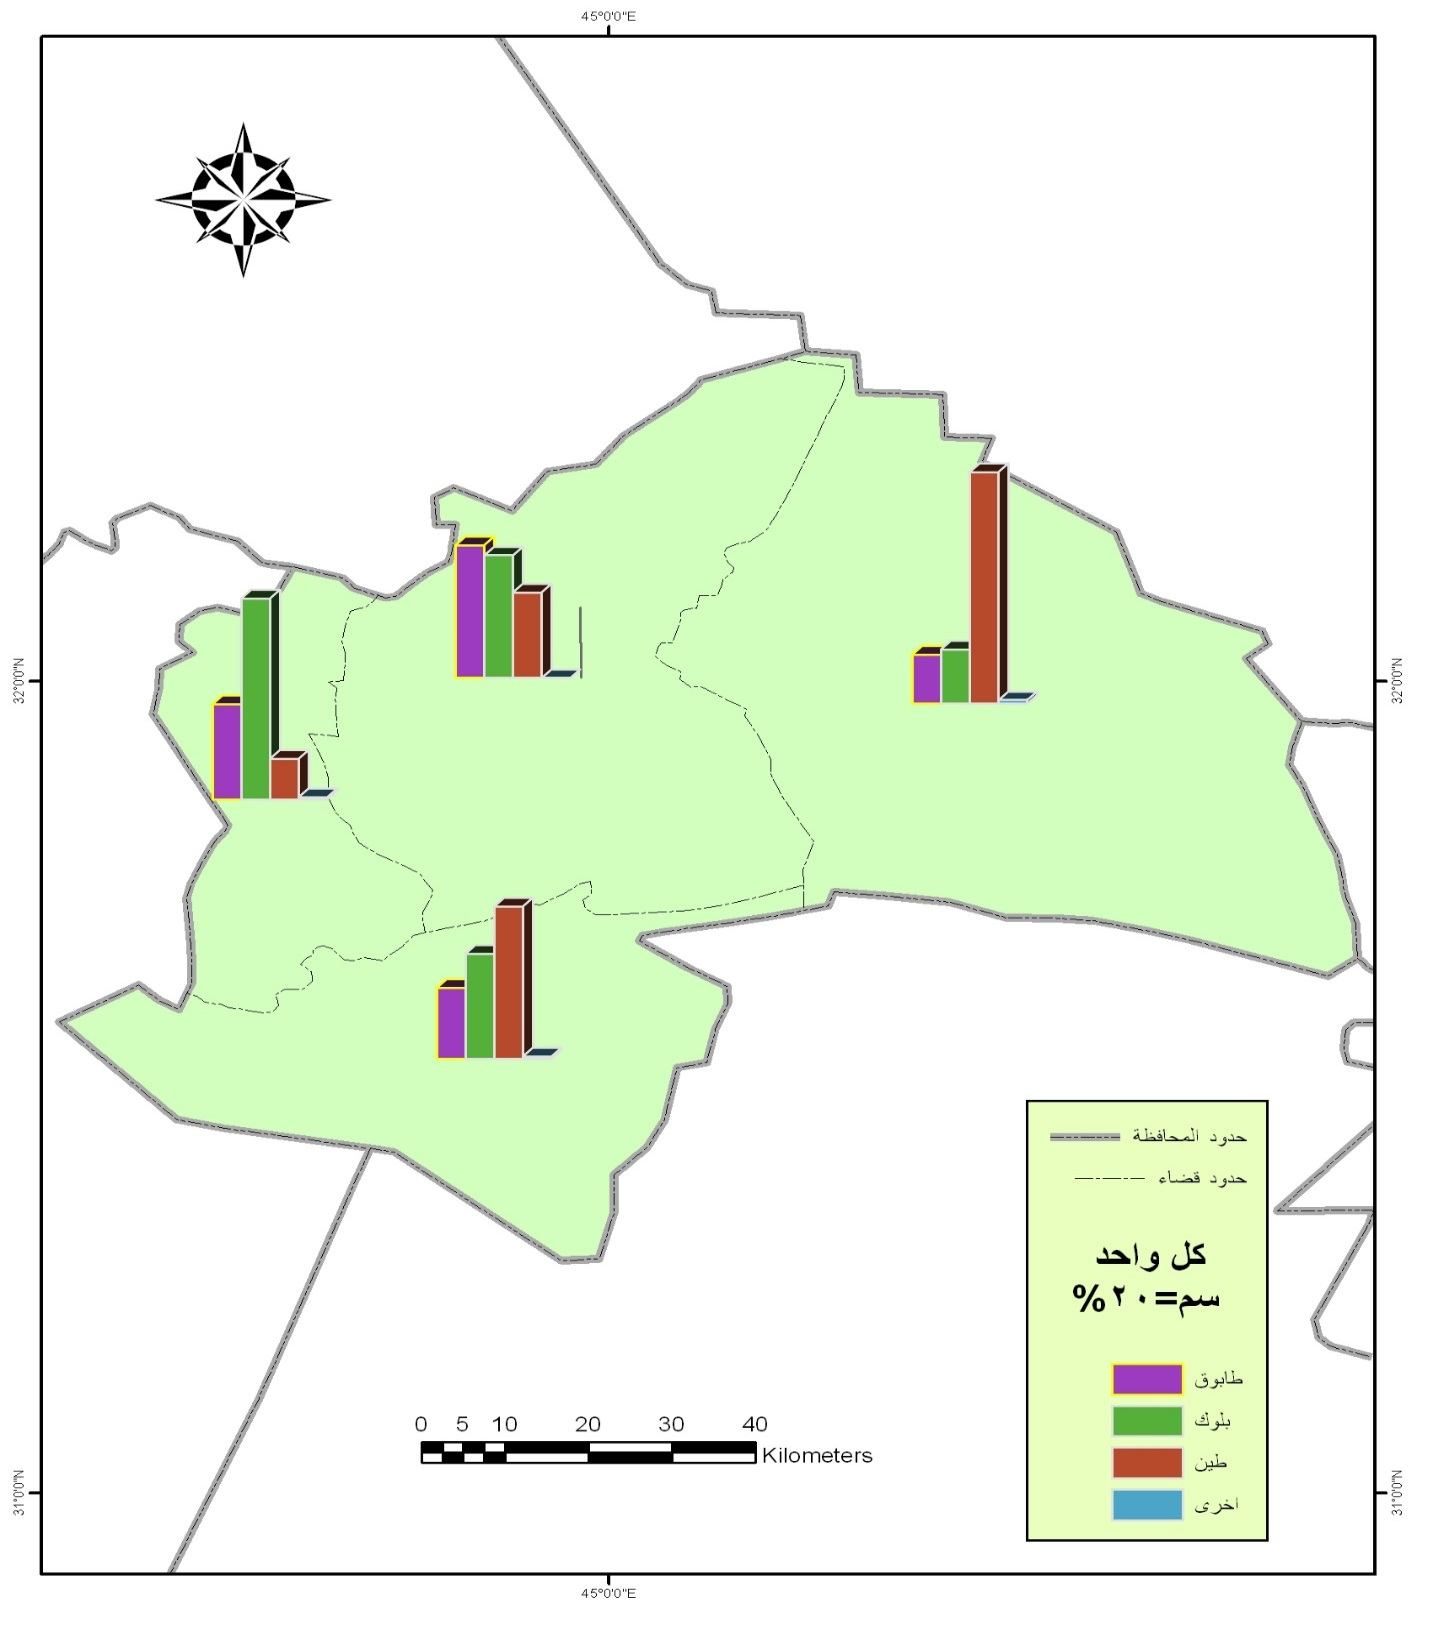 45°0'0"E
32°0'0"N
32°0'0"N
حدود المحافظة
حدود قضاء
كل واحد
سم=٢٠%
طابوق
بلوك
طين
اخرى
0 5 10 20 30 40
Kilometers
31°0'0"N
31°0'0"N
45°0'0"E